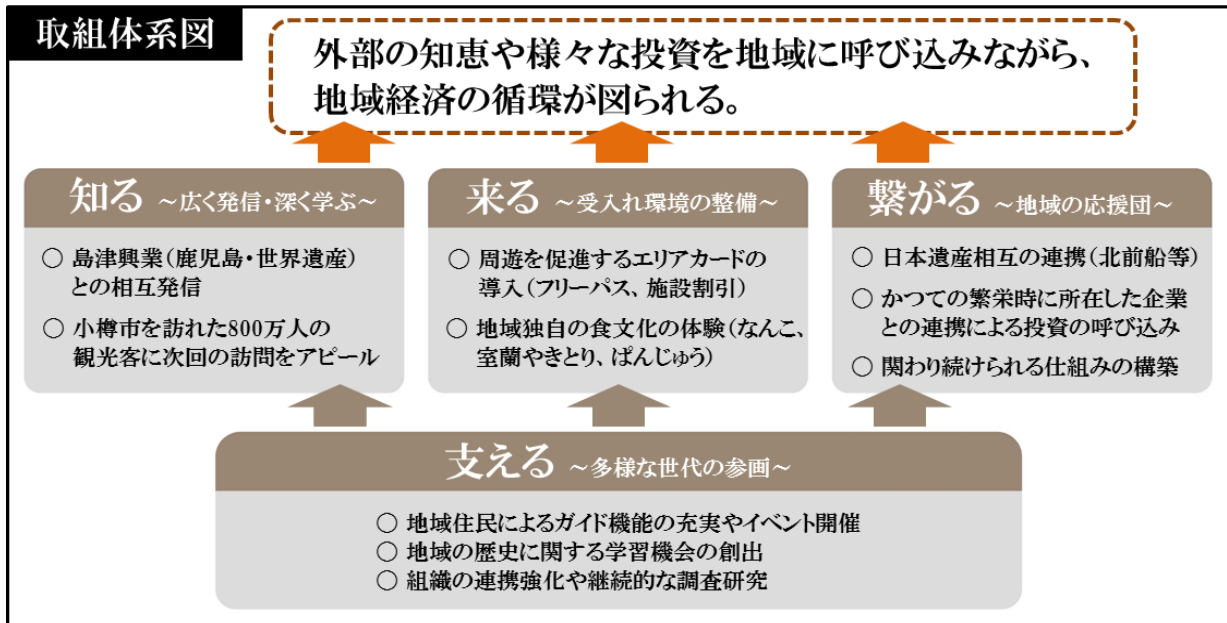 取組体系図
外部の知恵や様々な投資を地域に呼び込みながら、
地域経済の循環が図られる。
知る ～広く発信・深く学ぶ～
○ 島津興業(鹿児島・世界遺産)
との相互発信
○ 小樽市を訪れた800万人の
観光客に次回の訪問をアピール
来る ～受入れ環境の整備～
○ 周遊を促進するエリアカードの
導入(フリーパス、施設割引)
○ 地域独自の食文化の体験(なんこ、
室蘭やきとり、ぱんじゅう)
繋がる ～地域の応援団～
○ 日本遺産相互の連携(北前船等)
○ かつての繁栄時に所在した企業
との連携による投資の呼び込み
○ 関わり続けられる仕組みの構築
支える ～多様な世代の参画～
○ 地域住民によるガイド機能の充実やイベント開催
○ 地域の歴史に関する学習機会の創出
○ 組織の連携強化や継続的な調査研究